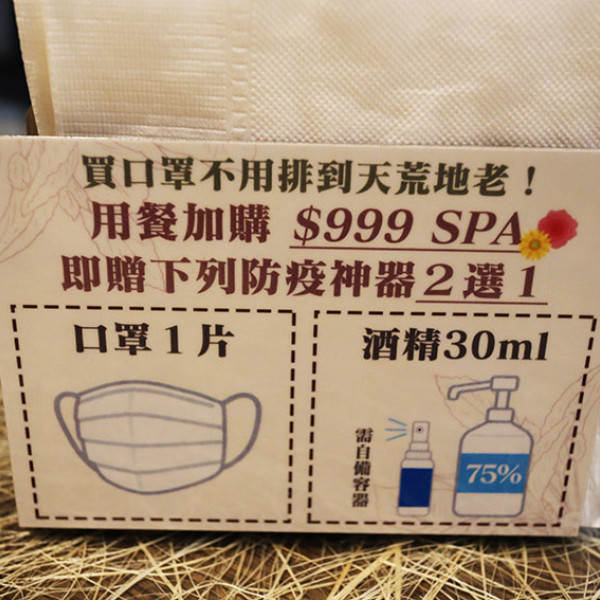 買口罩不用排到天荒地老！
用餐加購 $999 SPA
即贈下列防疫神器2選1
口罩1片
酒精30ml
需自備容器
75%